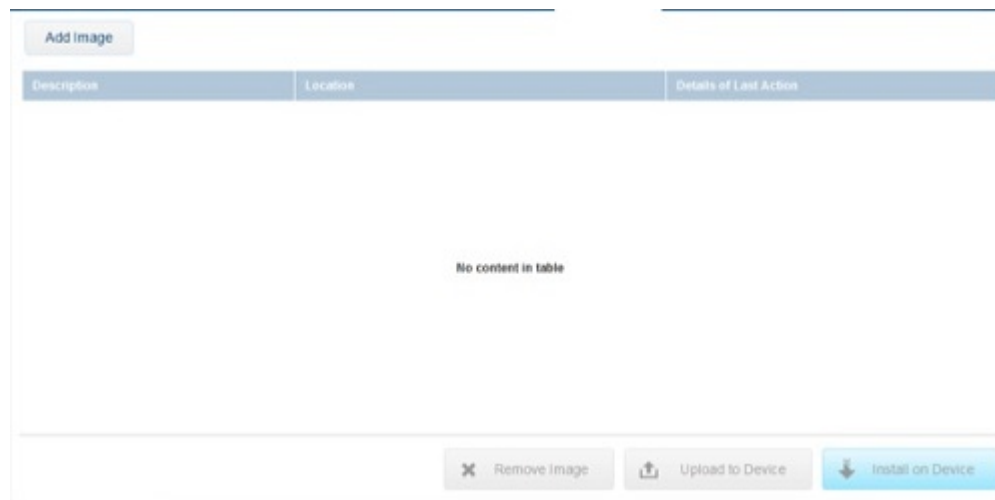 Add Image
Description Location Details of Last Action
No content in table
Remove Image Upload to Device Install on Device